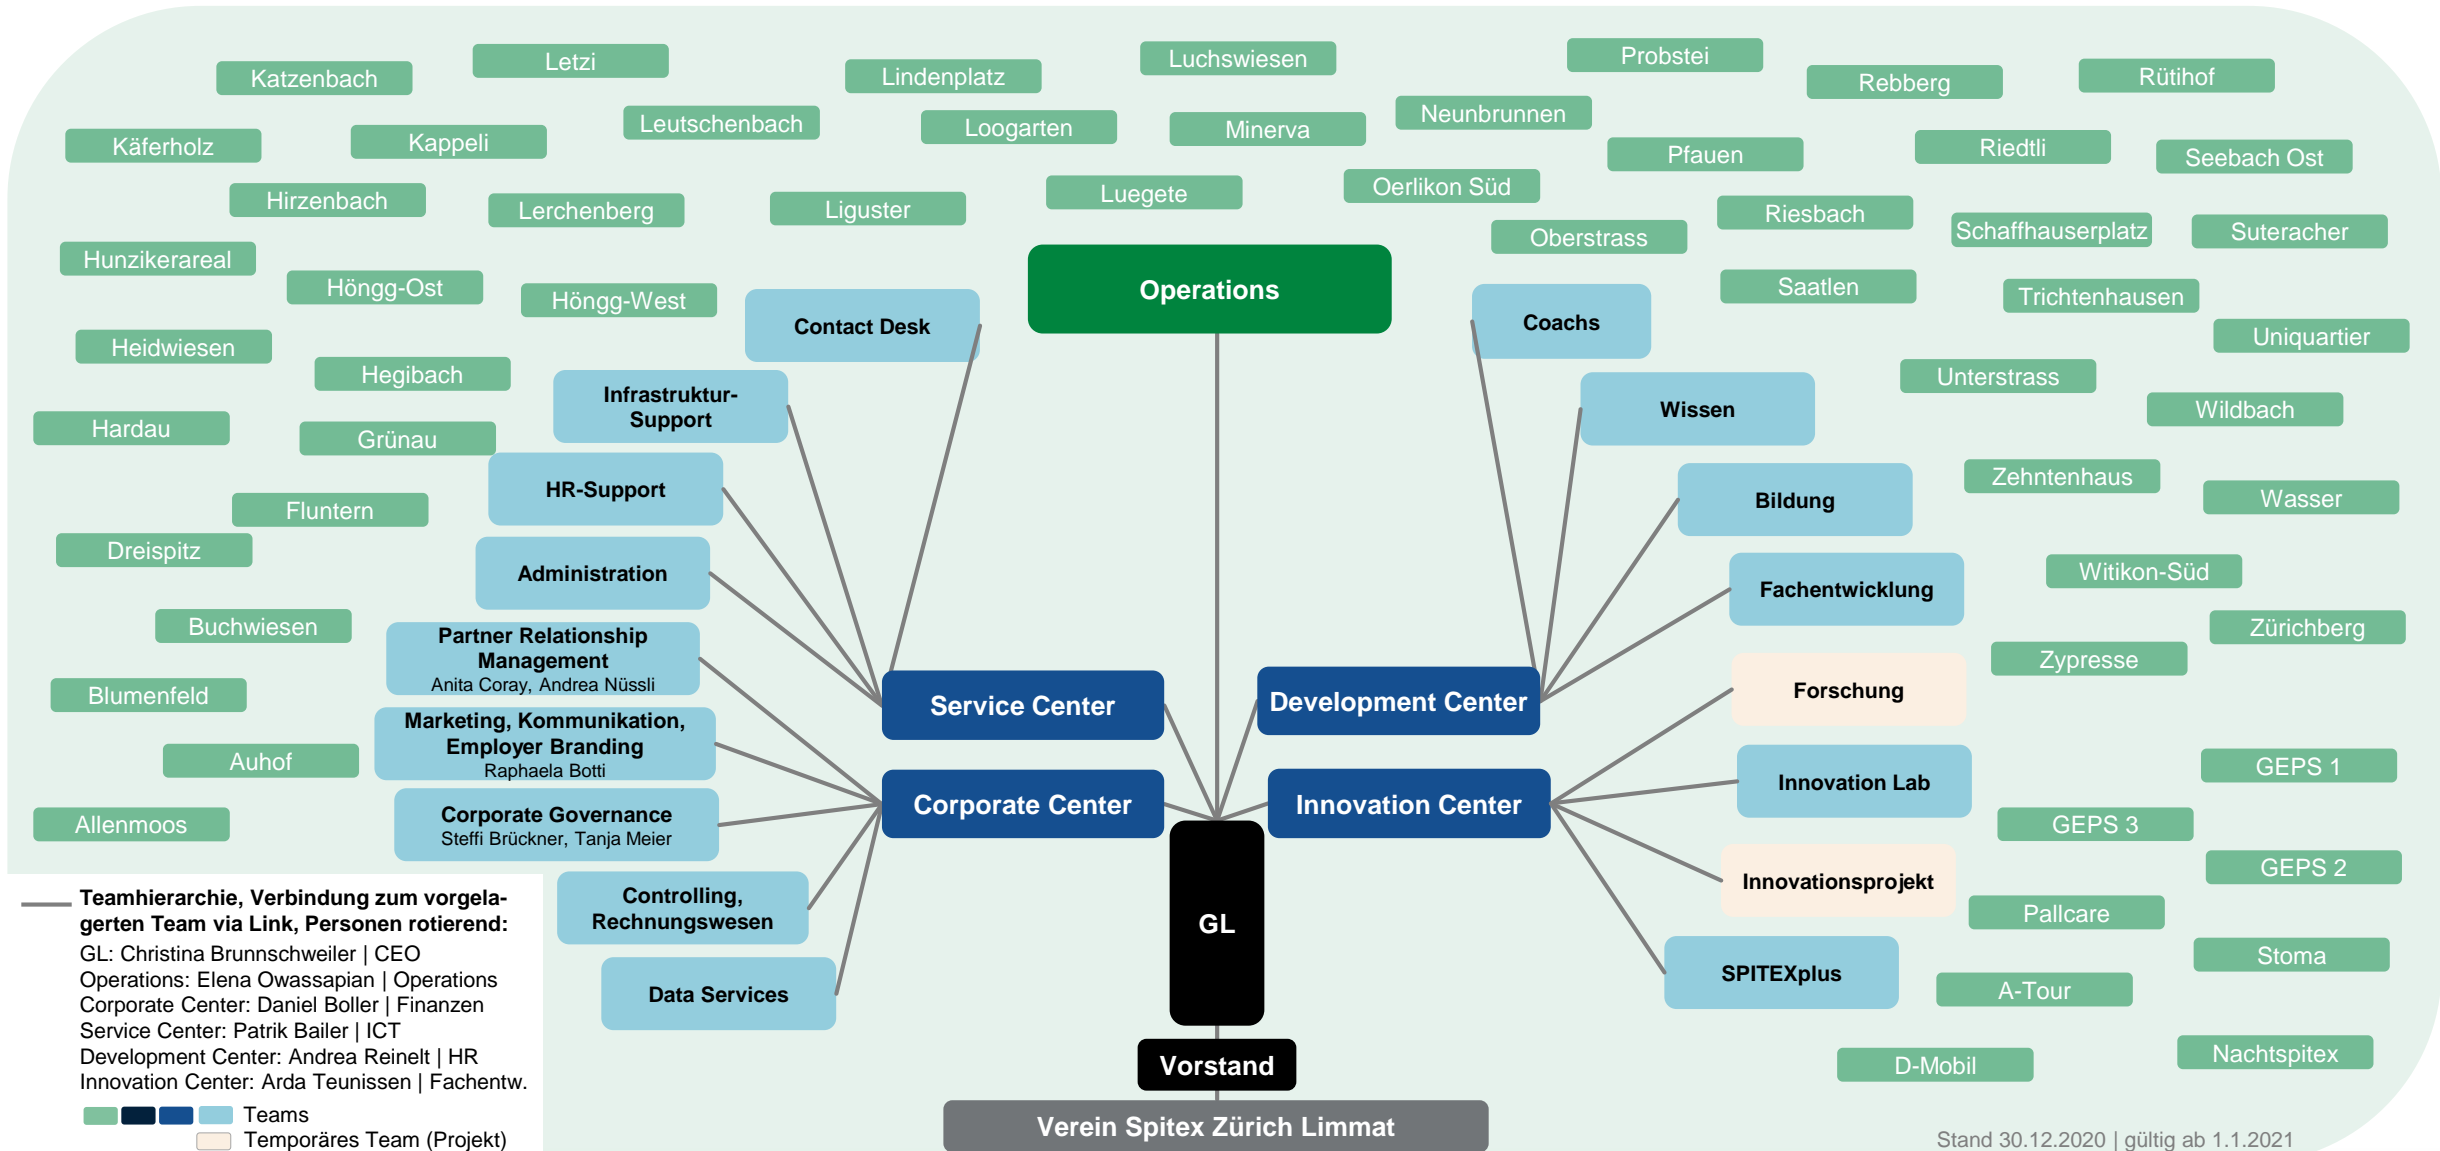 Katzenbach
Letzi
Lindenplatz
Luchswiesen
Probstei
Rebberg
Rütihof
Käferholz
Kappeli
Leutschenbach
Loogarten
Minerva
Neunbrunnen
Pfauen
Riedtli
Seebach Ost
Hirzenbach
Lerchenberg
Liguster
Luegete
Oerlikon Süd
Oberstrass
Riesbach
Schaffhauserplatz
Suteracher
Hunzikerareal
Höngg-Ost
Höngg-West
Saatlen
Trichtenhausen
Uniquartier
Heidwiesen
Hegibach
Unterstrass
Wildbach
Hardau
Grünau
Zehntenhaus
Wasser
Fluntern
Dreispitz
Witikon-Süd
Buchwiesen
Zürichberg
Zypresse
Blumenfeld
Auhof
Allenmoos
GEPS 1
GEPS 3
GEPS 2
Pallcare
Stoma
A-Tour
D-Mobil
Nachtspitex
Operations
Contact Desk
Infrastruktur-
Support
HR-Support
Administration
Partner Relationship
Management
Anita Coray, Andrea Nüssli
Marketing, Kommunikation,
Employer Branding
Raphaela Botti
Corporate Governance
Steffi Brückner, Tanja Meier
Controlling,
Rechnungswesen
Data Services
Coachs
Wissen
Bildung
Fachentwicklung
Forschung
Innovation Lab
Innovationsprojekt
SPITEXplus
Service Center
Development Center
Corporate Center
Innovation Center
GL
Vorstand
Verein Spitex Zürich Limmat
Teamhierarchie, Verbindung zum vorgela-
gerten Team via Link, Personen rotierend:
GL: Christina Brunnschweiler | CEO
Operations: Elena Owassapian | Operations
Corporate Center: Daniel Boller | Finanzen
Service Center: Patrik Bailer | ICT
Development Center: Andrea Reinelt | HR
Innovation Center: Arda Teunissen | Fachentw.
Teams
Temporäres Team (Projekt)
Stand 30.12.2020 | gültig ab 1.1.2021